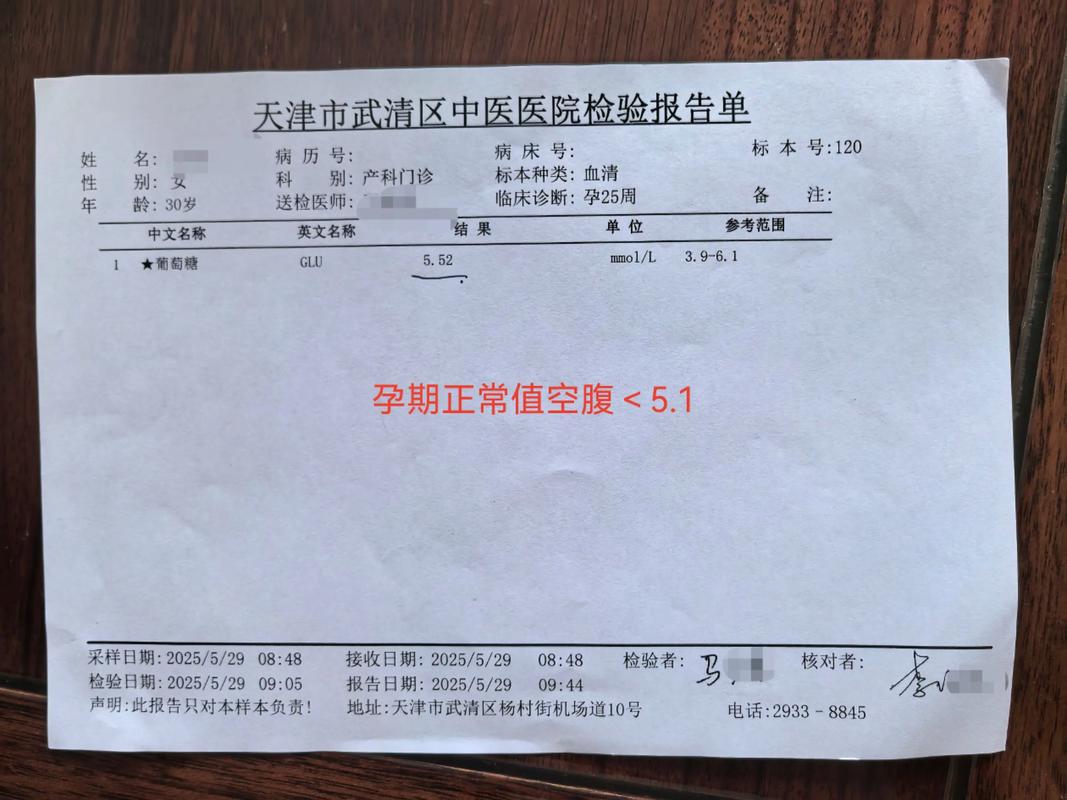 天津市武清区中医医院检验报告单
姓 名: 病 历 号: 病 床 号: 标 本 号:120
性 别: 女 科 别: 产科门诊 标本种类: 血清
年 龄: 30岁 送检医师: 临床诊断: 孕25周 备 注:
中文名称 英文名称 结 果 单 位 参考范围
1 ★葡萄糖 GLU 5.52 mmol/L 3.9-6.1
孕期正常值空腹＜5.1
采样日期: 2025/5/29 08:48 接收日期: 2025/5/29 08:48 检验者: 马 核对者: 李
检验日期: 2025/5/29 09:05 报告日期: 2025/5/29 09:44
声明:此报告只对本样本负责! 地址:天津市武清区杨村街机场道10号 电话:2933-8845